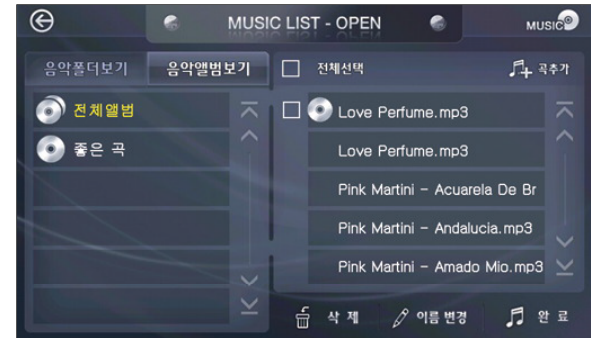 MUSIC LIST - OPEN
MUSIC
음악폴더보기
음악앨범보기
전체선택
곡추가
전체앨범
좋은 곡
Love Perfume.mp3
Love Perfume.mp3
Pink Martini - Acuarela De Br
Pink Martini - Andalucia.mp3
Pink Martini - Amado Mio.mp3
삭 제
이름 변경
완 료